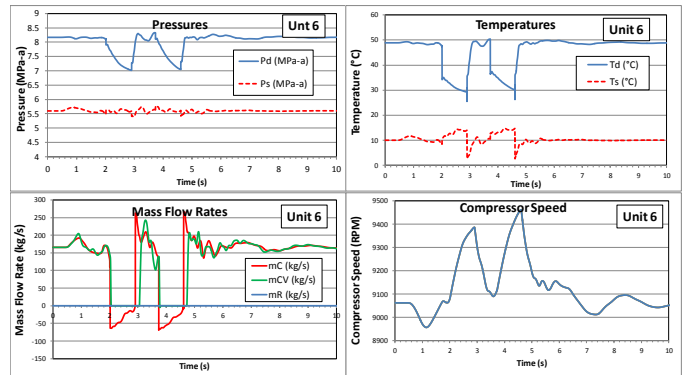 Pressures
Unt 6
Pressure (MPa-a)
9
8.5
8
7.5
7
6.5
6
5.5
5
4.5
4
Pd (MPa-a)
Ps (MPa-a)
0 1 2 3 4 5 6 7 8 9 10
Time (s)
Temperatures
Unit 6
Temperature (°C)
60
50
40
30
20
10
0
Td (°C)
Ts (°C)
0 1 2 3 4 5 6 7 8 9 10
Time (s)
Mass Flow Rates
Unit 6
Mass Flow Rate (kg/s)
300
250
200
150
100
50
0
-50
-100
-150
mC (kg/s)
mCV (kg/s)
mR (kg/s)
0 1 2 3 4 5 6 7 8 9 10
Time (s)
Compressor Speed
Unit 6
Compressor Speed (RPM)
9500
9400
9300
9200
9100
9000
8900
0 1 2 3 4 5 6 7 8 9 10
Time (s)